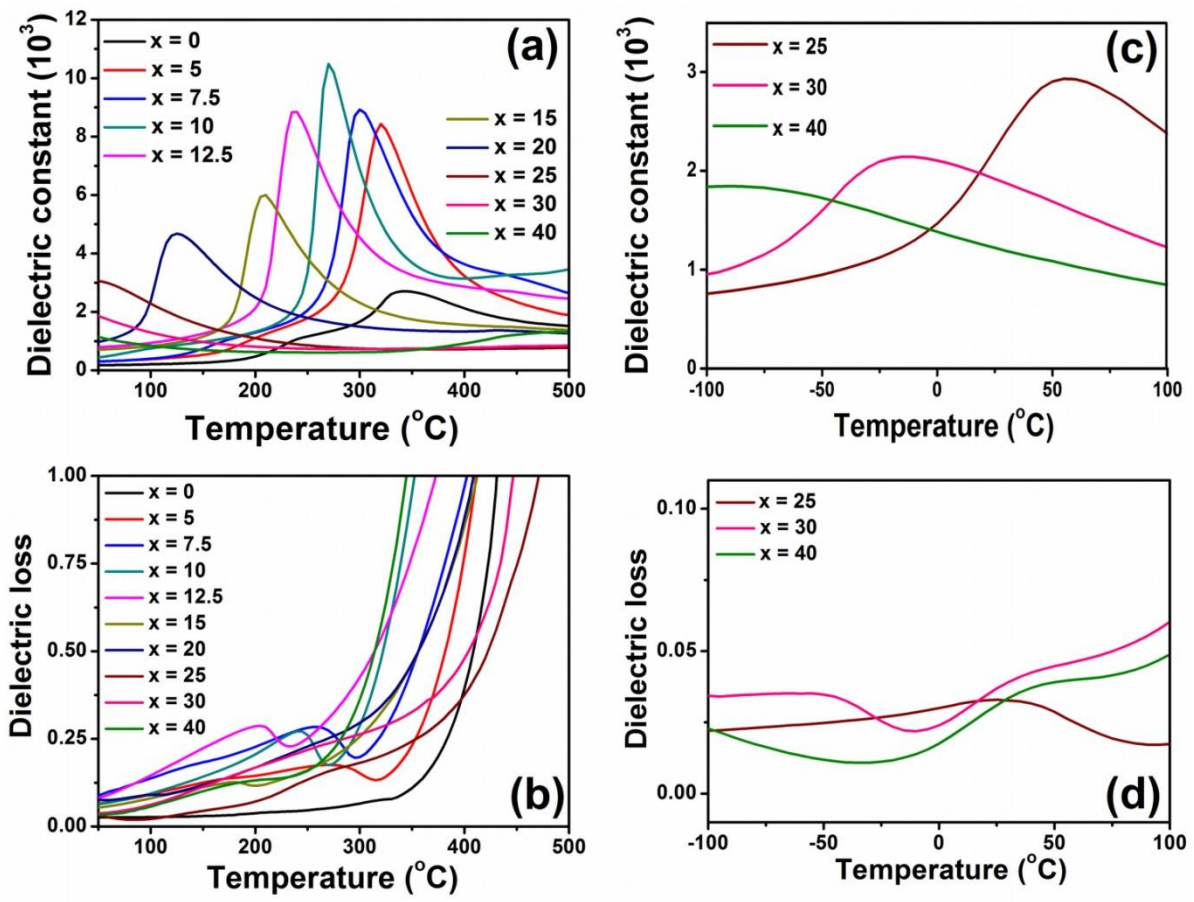 (a)
Dielectric constant (10³)
12
10
8
6
4
2
0
x = 0
x = 5
x = 7.5
x = 10
x = 12.5
x = 15
x = 20
x = 25
x = 30
x = 40
100 200 300 400 500
Temperature (°C)
(c)
Dielectric constant (10³)
3
2
1
0
x = 25
x = 30
x = 40
-100 -50 0 50 100
Temperature (°C)
(b)
Dielectric loss
1.00
0.75
0.50
0.25
0.00
x = 0
x = 5
x = 7.5
x = 10
x = 12.5
x = 15
x = 20
x = 25
x = 30
x = 40
100 200 300 400 500
Temperature (°C)
(d)
Dielectric loss
0.10
0.05
0.00
x = 25
x = 30
x = 40
-100 -50 0 50 100
Temperature (°C)